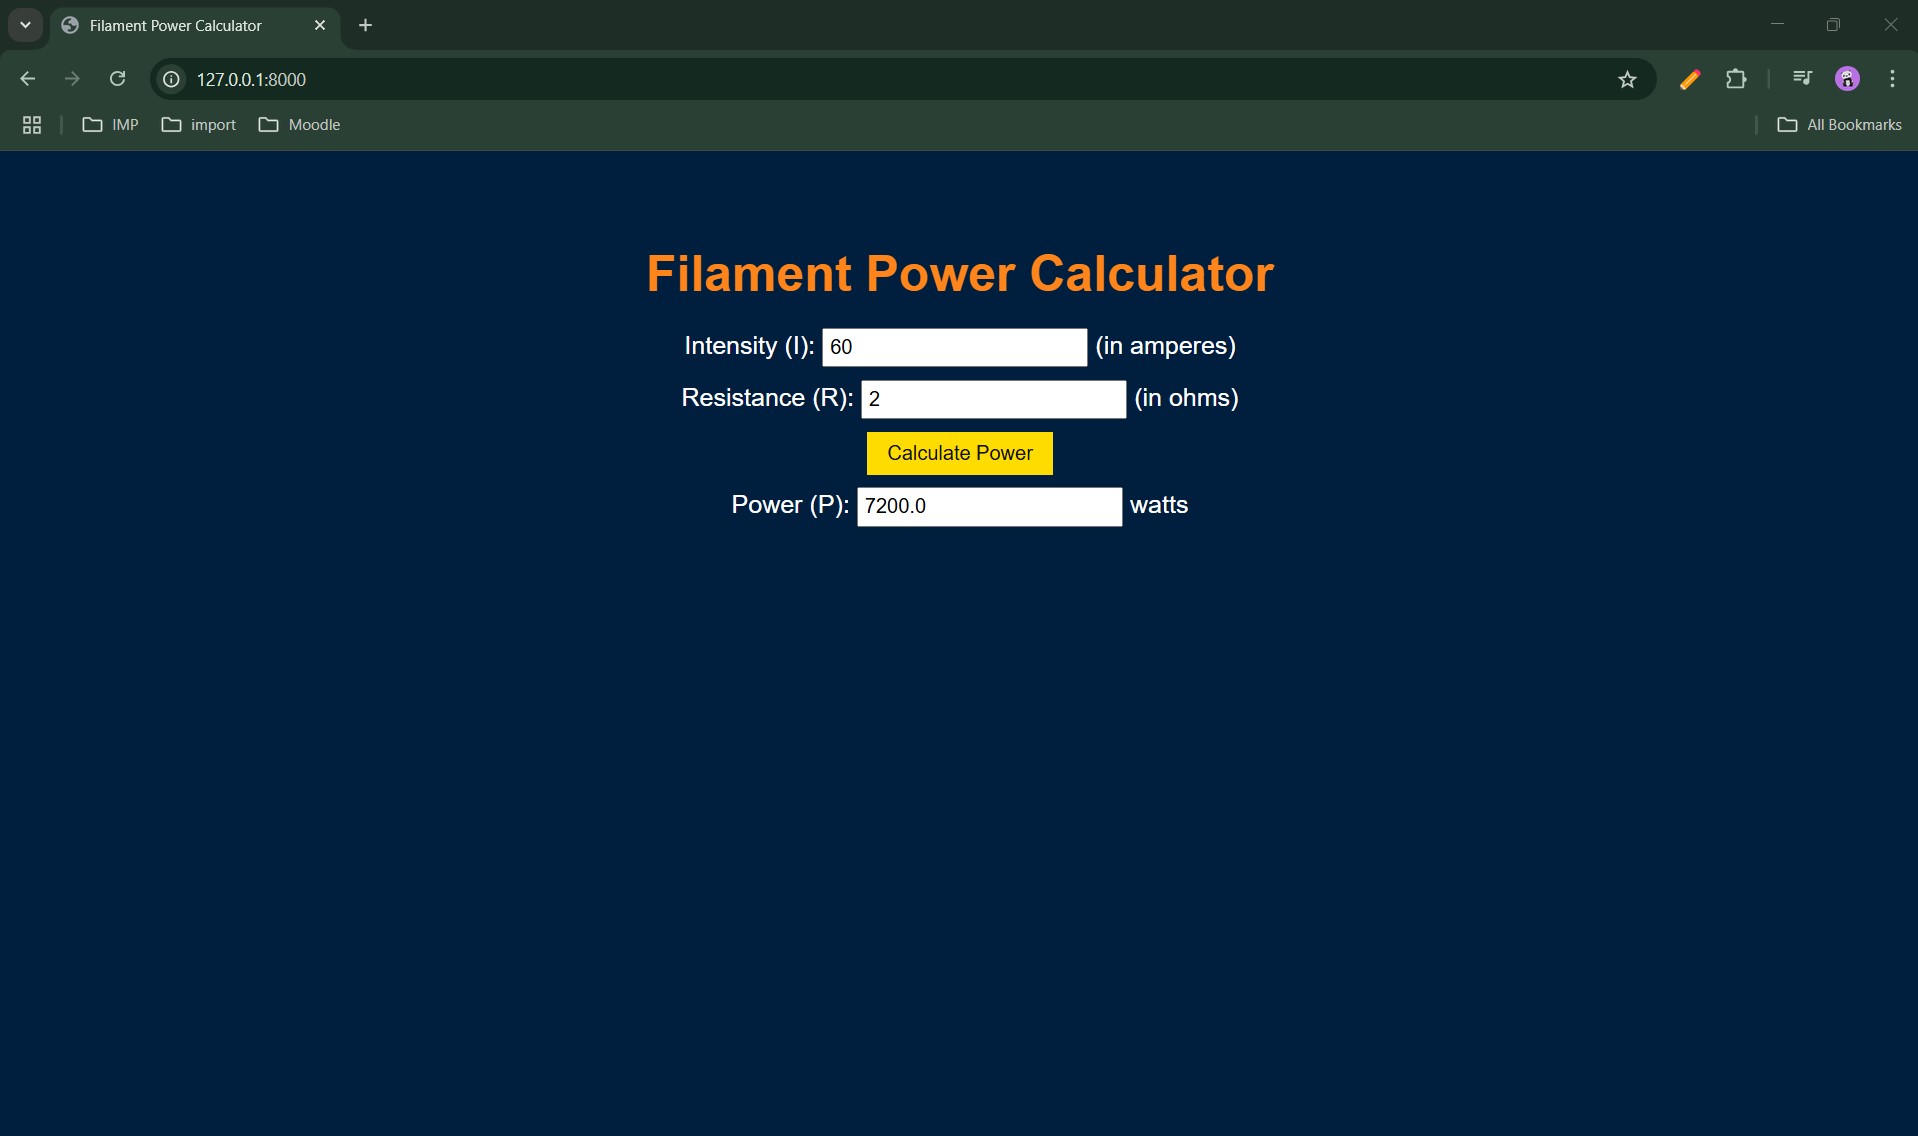 Filament Power Calculator
127.0.0.1:8000
IMP import Moodle All Bookmarks
Filament Power Calculator
Intensity (I): 60 (in amperes)
Resistance (R): 2 (in ohms)
Calculate Power
Power (P): 7200.0 watts